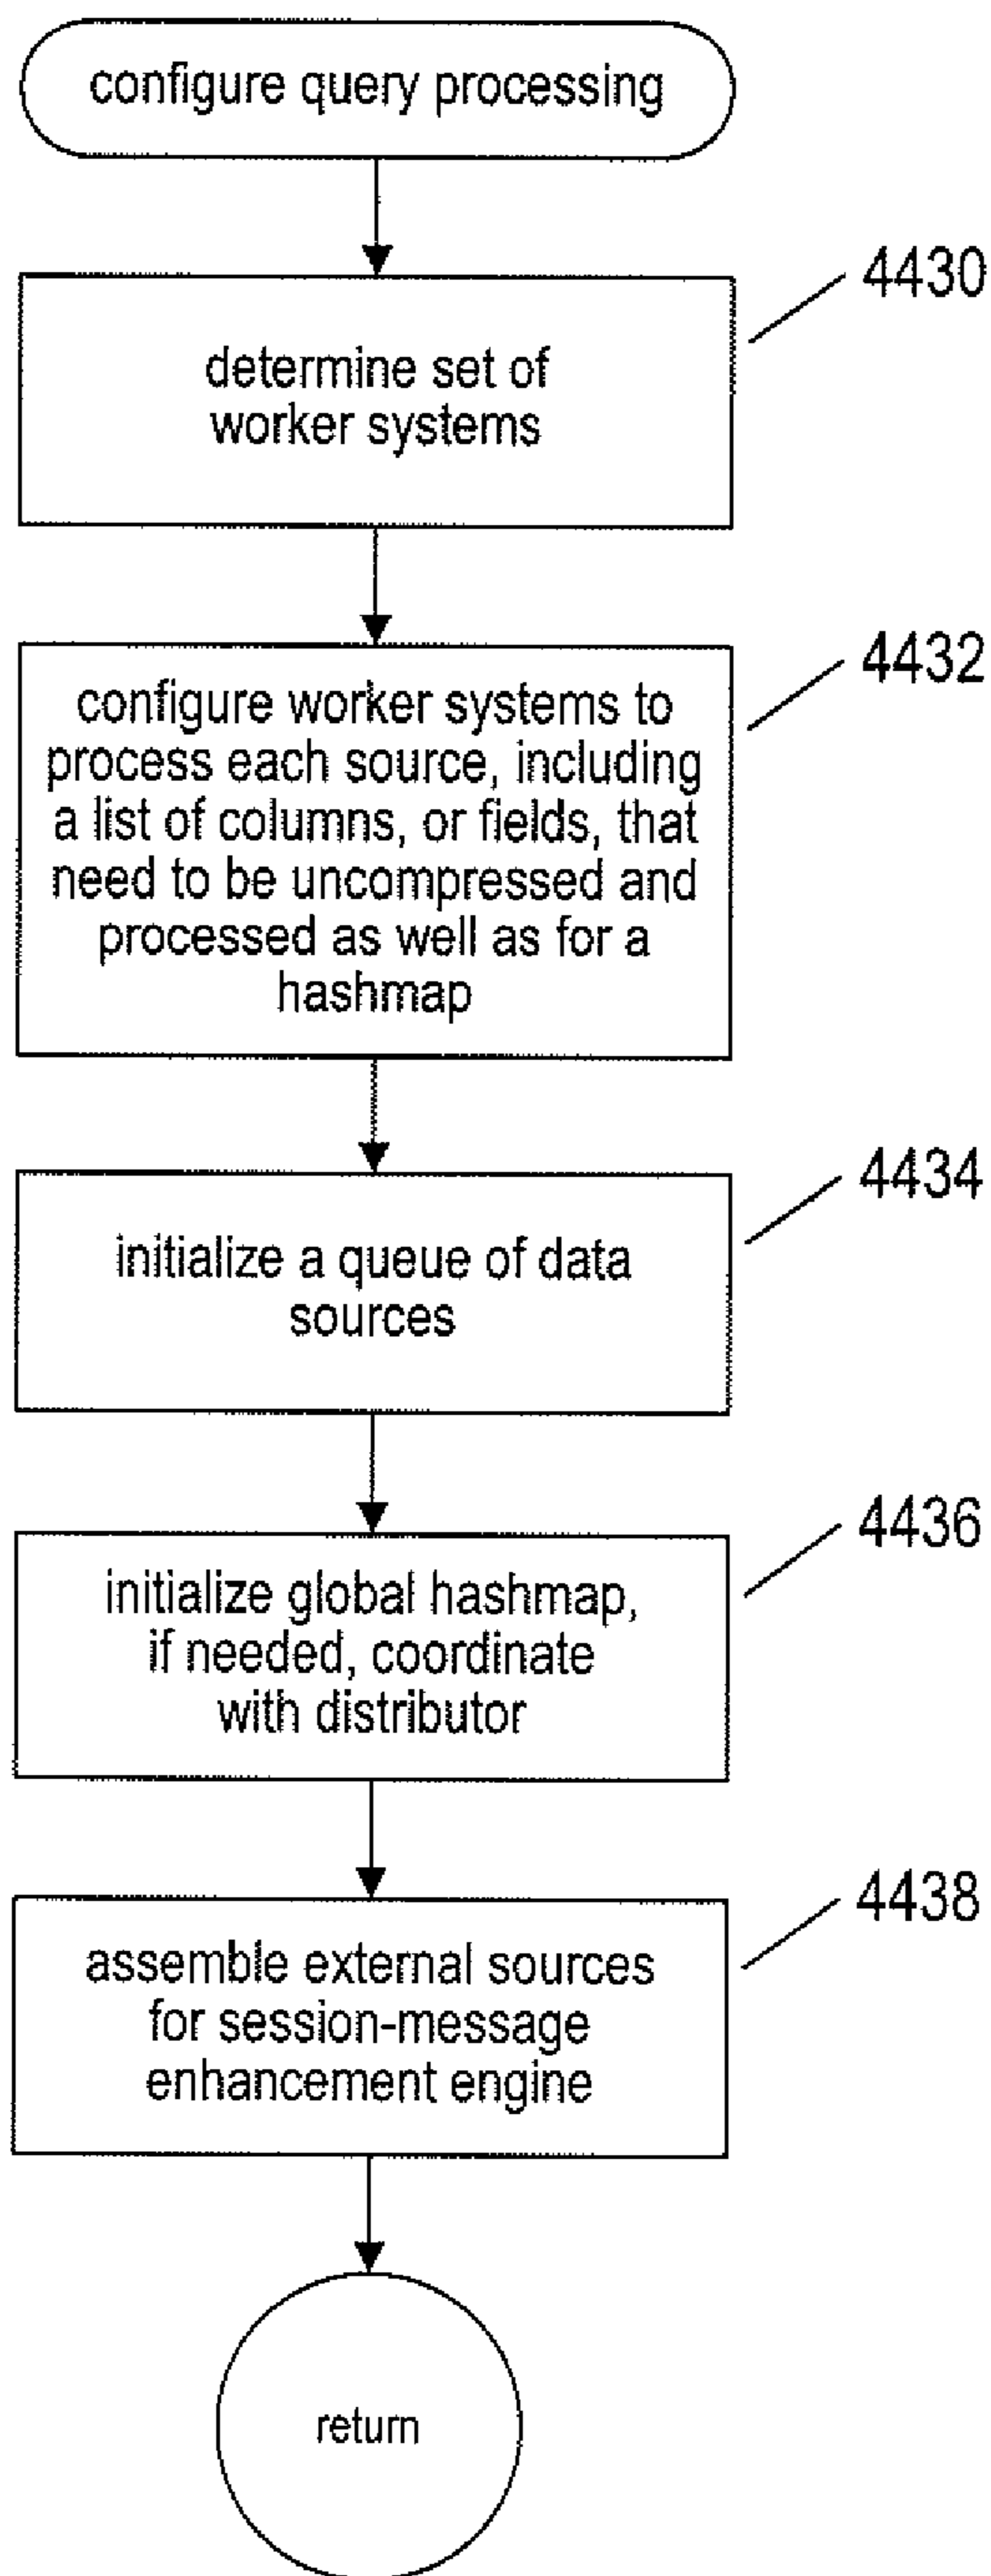 configure query processing
4430
determine set of
worker systems
4432
configure worker systems to
process each source, including
a list of columns, or fields, that
need to be uncompressed and
processed as well as for a
hashmap
4434
initialize a queue of data
sources
4436
initialize global hashmap,
if needed, coordinate
with distributor
4438
assemble external sources
for session-message
enhancement engine
return